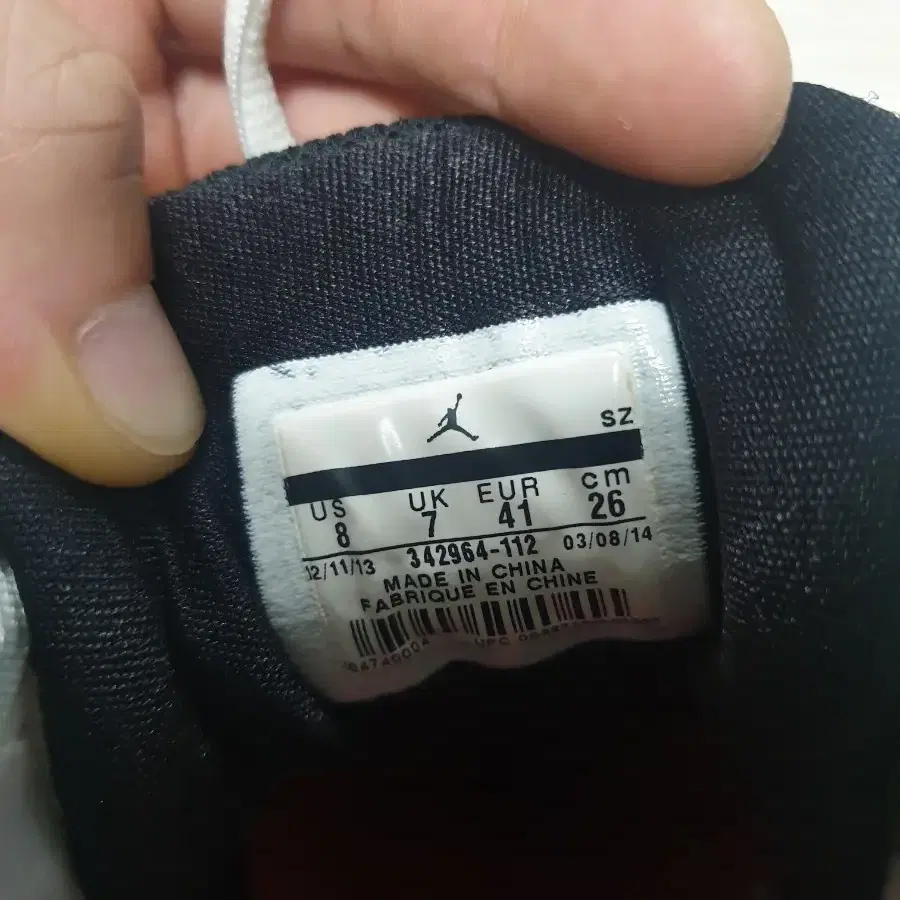 SZ
US UK EUR cm
8 7 41 26
12/11/13 342964-112 03/08/14
MADE IN CHINA
FABRIQUE EN CHINE
UPC